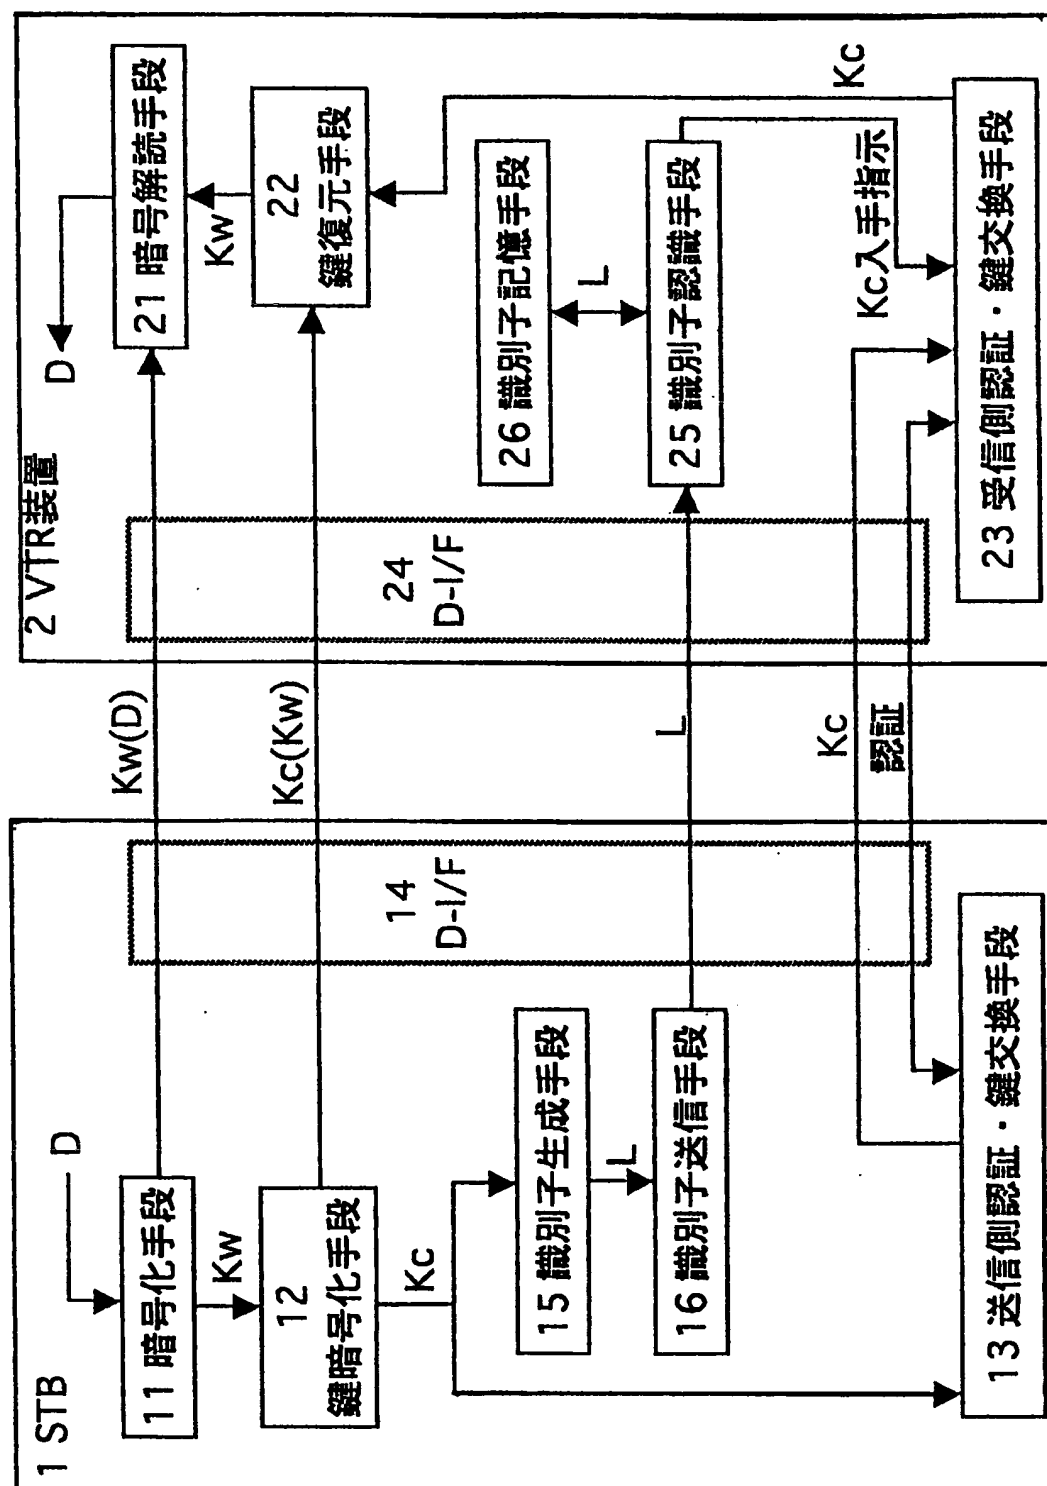 1 STB
D
11 暗号化手段
Kw
12
鍵暗号化手段
Kc
15 識別子生成手段
L
16 識別子送信手段
13 送信側認証・鍵交換手段
14
D-I/F
Kw(D)
Kc(Kw)
L
Kc
認証
2 VTR装置
24
D-I/F
D
21 暗号解読手段
Kw
22
鍵復元手段
26 識別子記憶手段
L
25 識別子認識手段
Kc入手指示
Kc
23 受信側認証・鍵交換手段